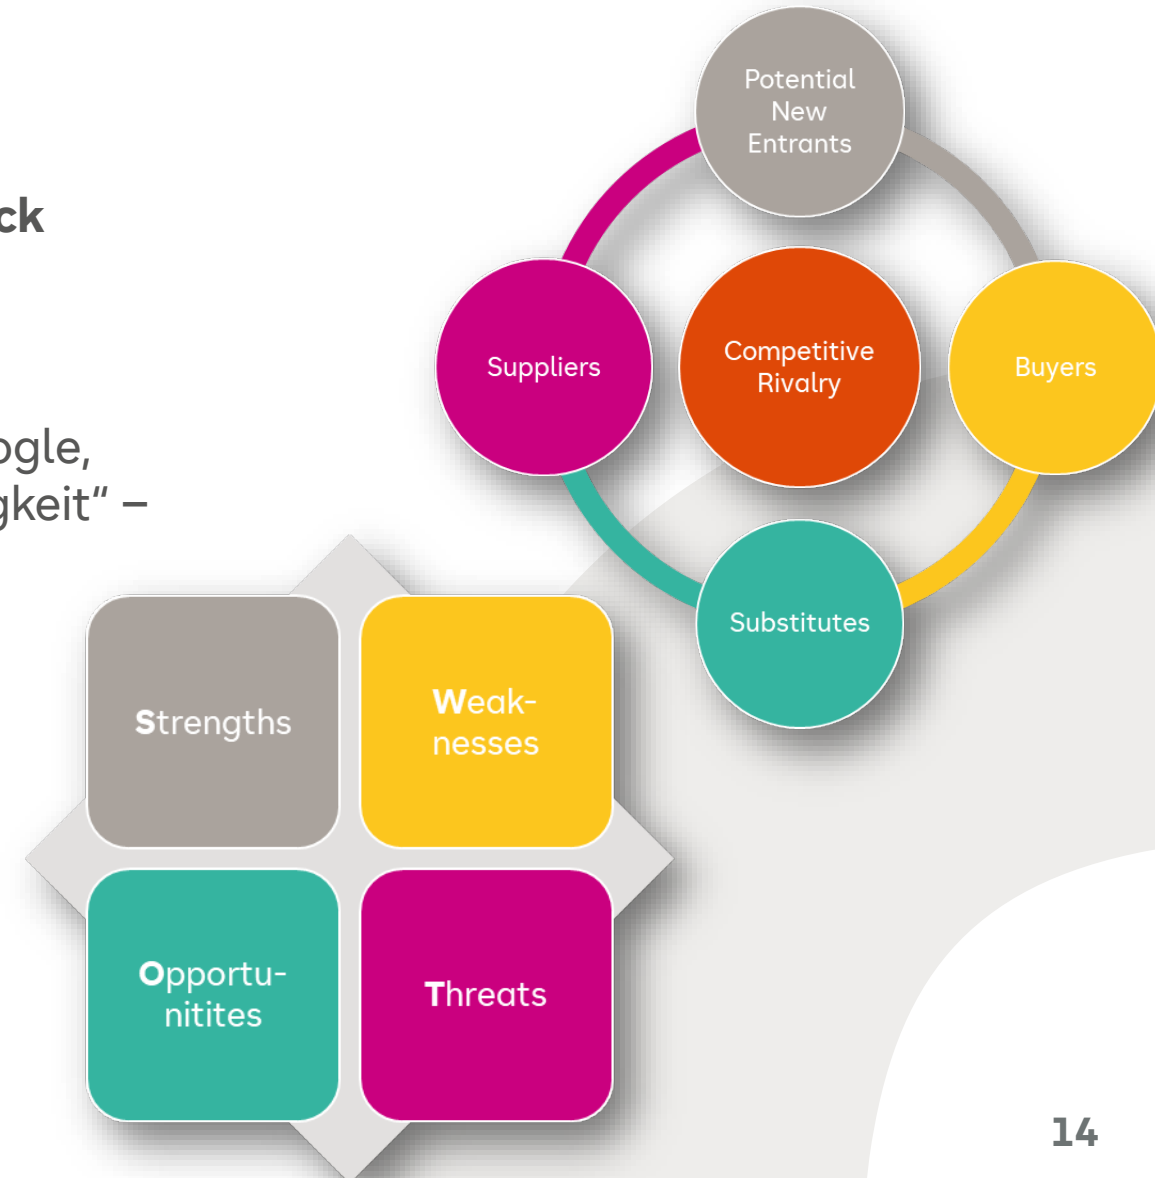 ck
ogle,
gkeit“ –
Potential
New
Entrants
Suppliers
Competitive
Rivalry
Buyers
Substitutes
Strengths
Weak-
nesses
Opportu-
nitites
Threats
14